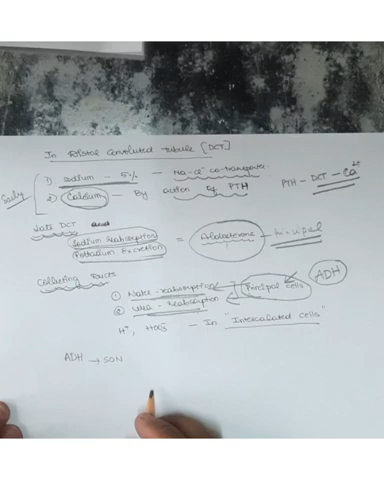 In Distal Convoluted tubule [DCT]
Early
1) Sodium - 5% - Na-Cl- co-transporter
2) Calcium - By action of PTH
PTH - DCT - Ca
Late DCT
Sodium Reabsorption
Potassium Excretion
= Aldosterone - Principal
Collecting Ducts
① Water reabsorption
② Urea - Reabsorption
Principal cells
ADH
H+, HCO3- - In "Intercalated cells"
ADH → SON